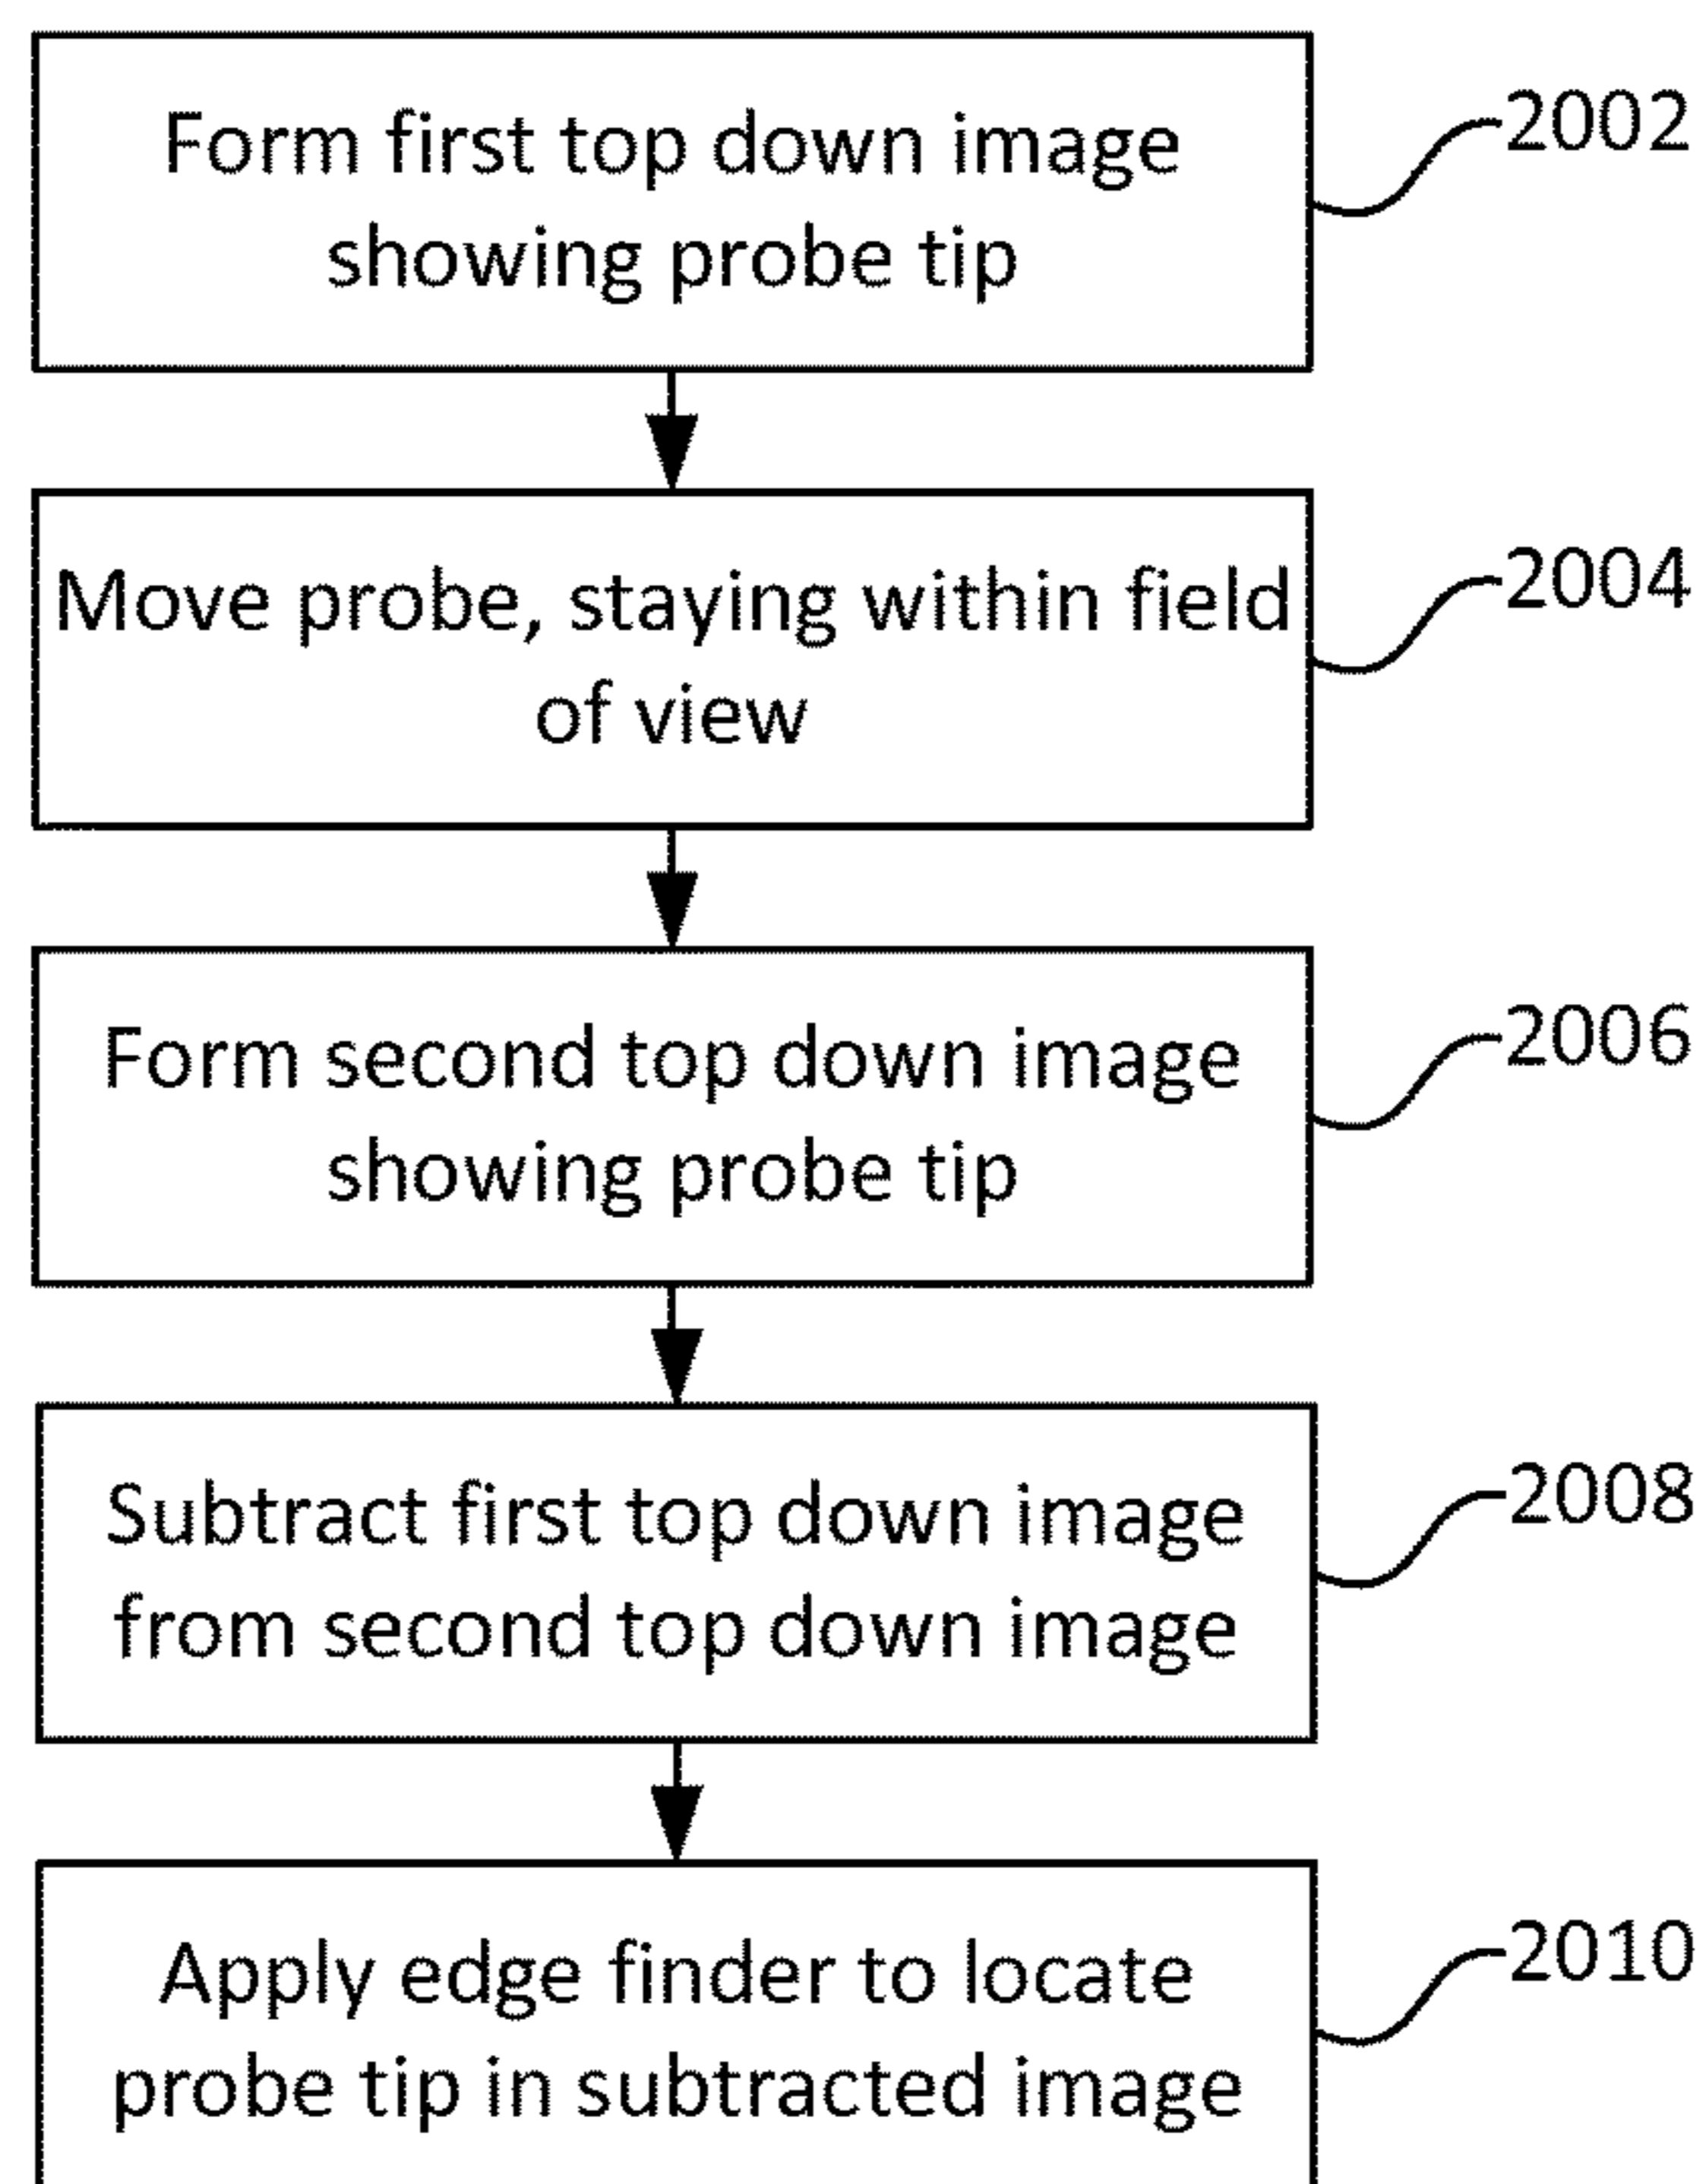 Form first top down image
showing probe tip
2002
Move probe, staying within field
of view
2004
Form second top down image
showing probe tip
2006
Subtract first top down image
from second top down image
2008
Apply edge finder to locate
probe tip in subtracted image
2010